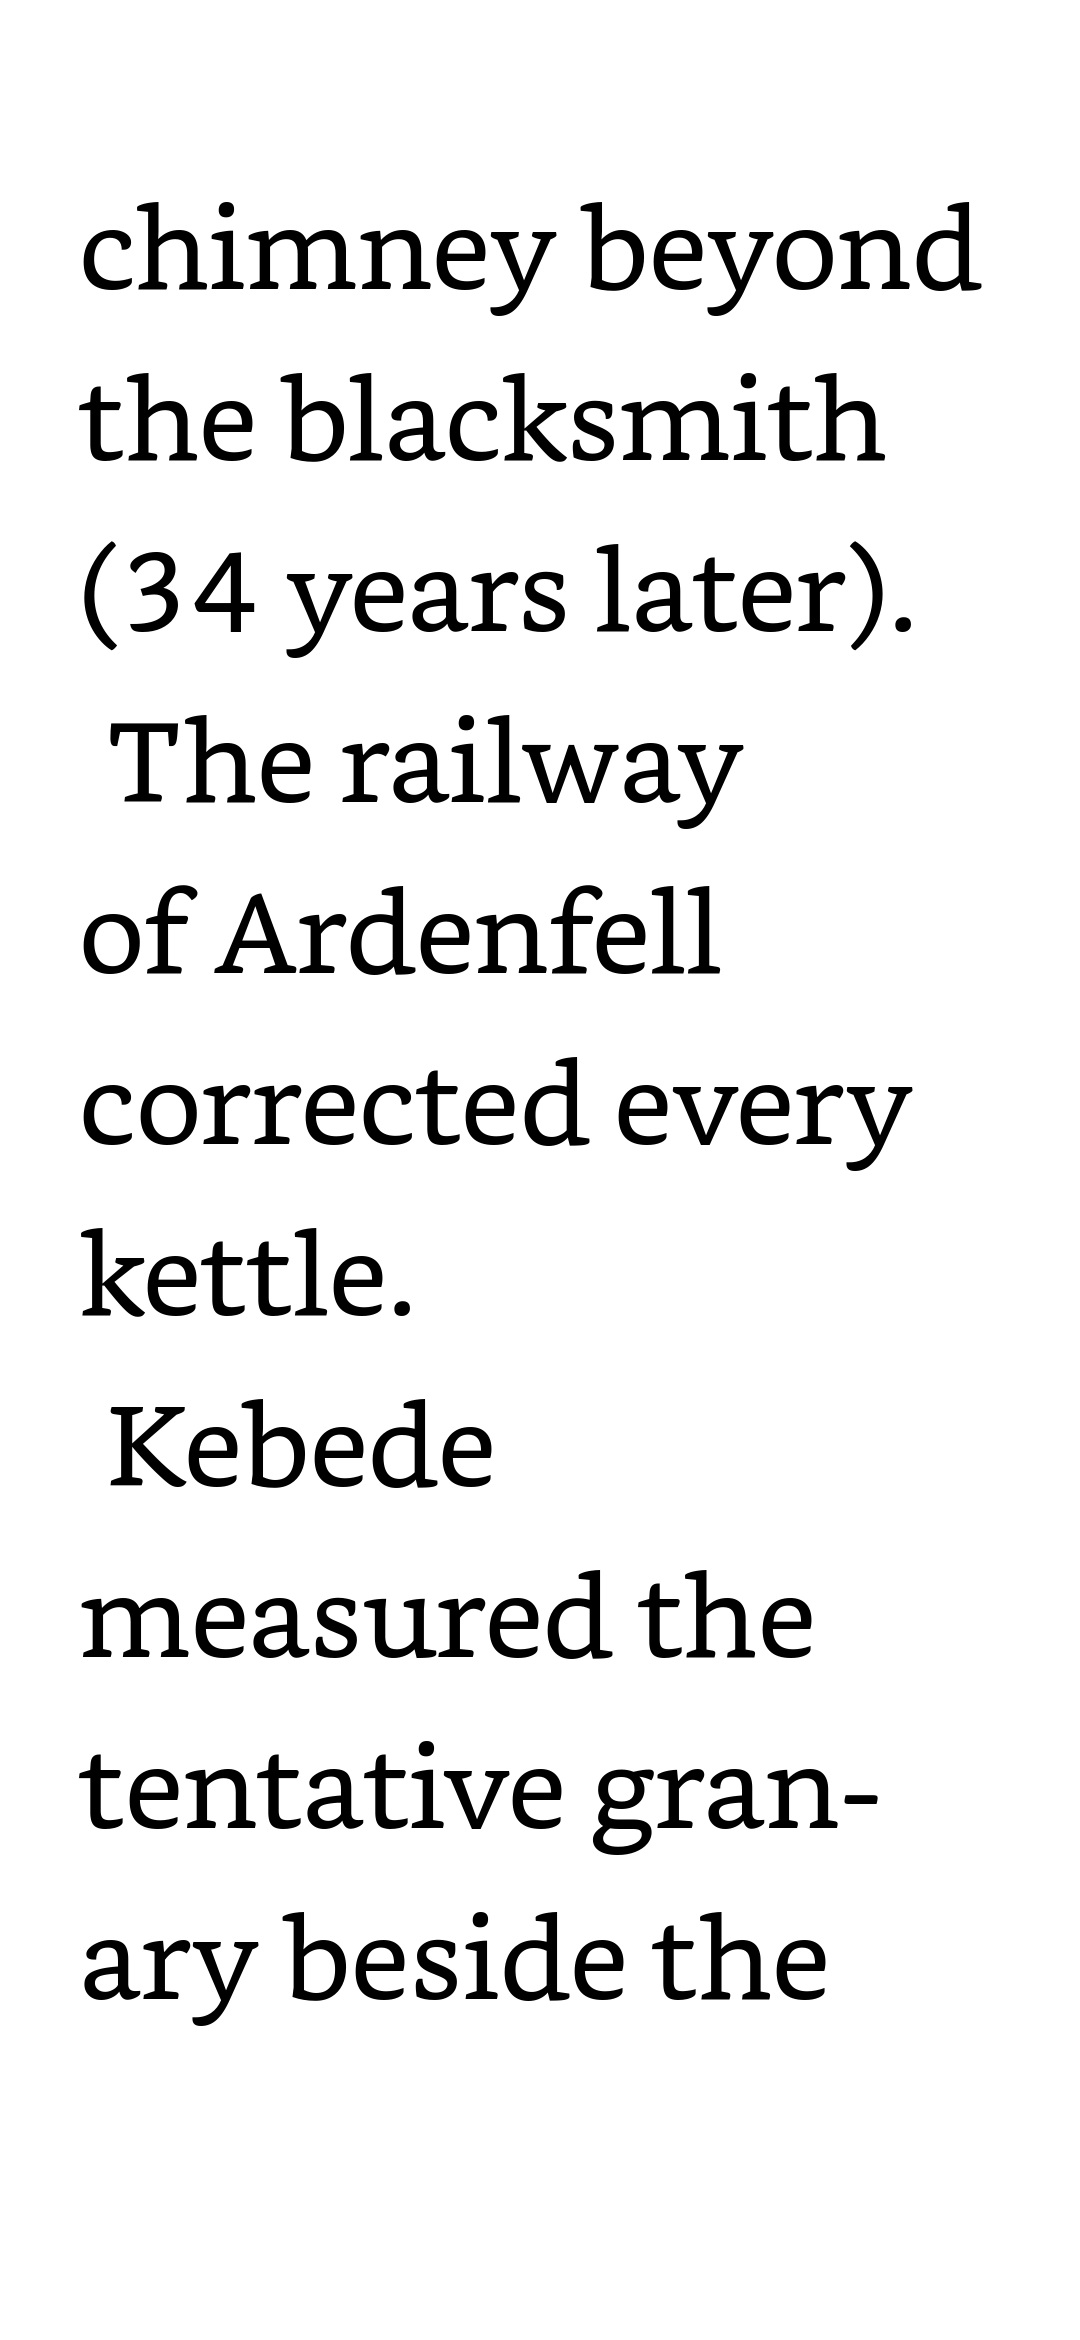 chimney beyond
the blacksmith
(34 years later).
The railway
of Ardenfell
corrected every
kettle.
Kebede
measured the
tentative gran-
ary beside the